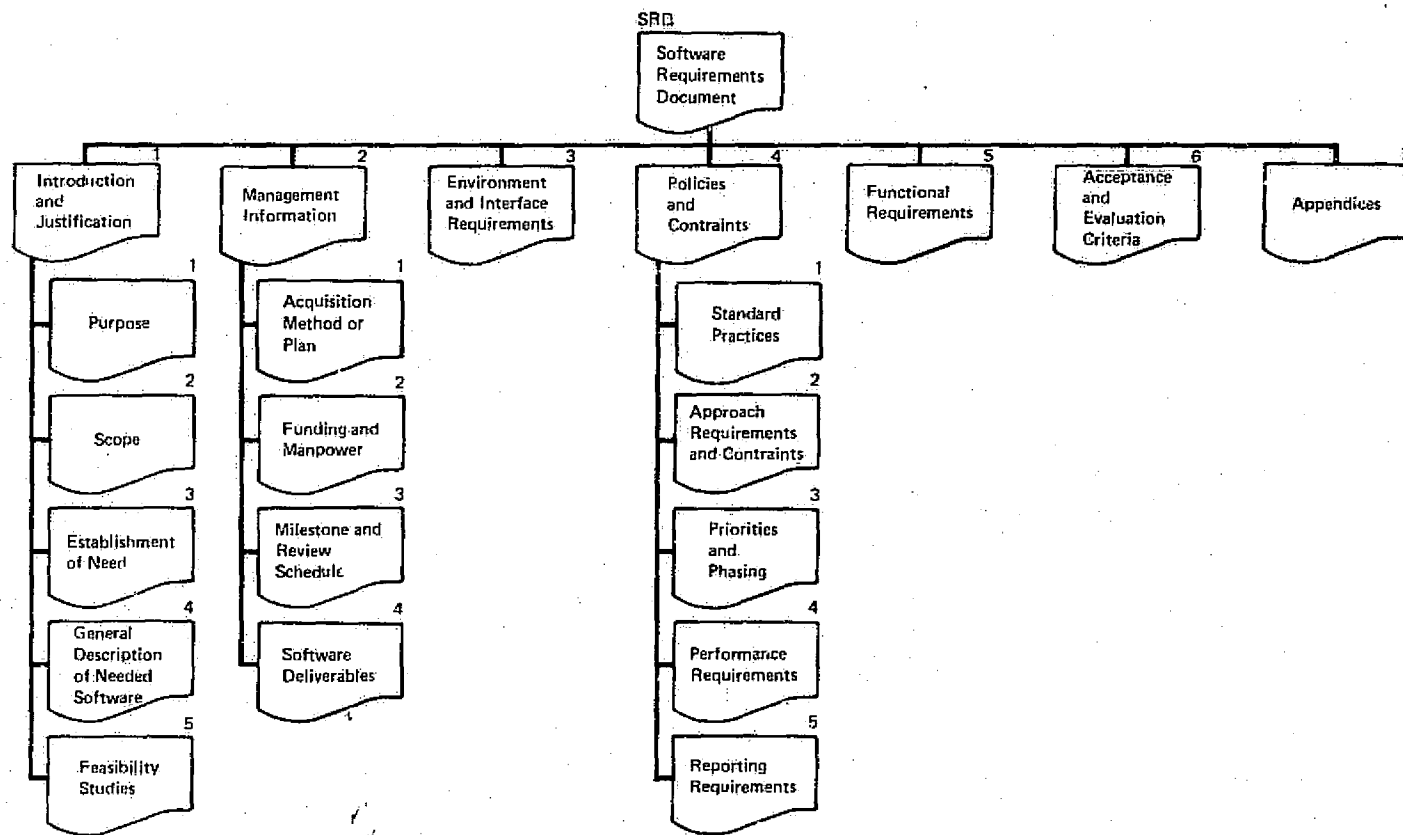 SRD
Software
Requirements
Document
1
Introduction
and
Justification
2
Management
Information
3
Environment
and Interface
Requirements
4
Policies
and
Contraints
5
Functional
Requirements
6
Acceptance
and
Evaluation
Criteria
Appendices
1
Purpose
2
Scope
3
Establishment
of Need
4
General
Description
of Needed
Software
5
Feasibility
Studies
1
Acquisition
Method or
Plan
2
Funding and
Manpower
3
Milestone and
Review
Schedule
4
Software
Deliverables
1
Standard
Practices
2
Approach
Requirements
and Contraints
3
Priorities
and
Phasing
4
Performance
Requirements
5
Reporting
Requirements